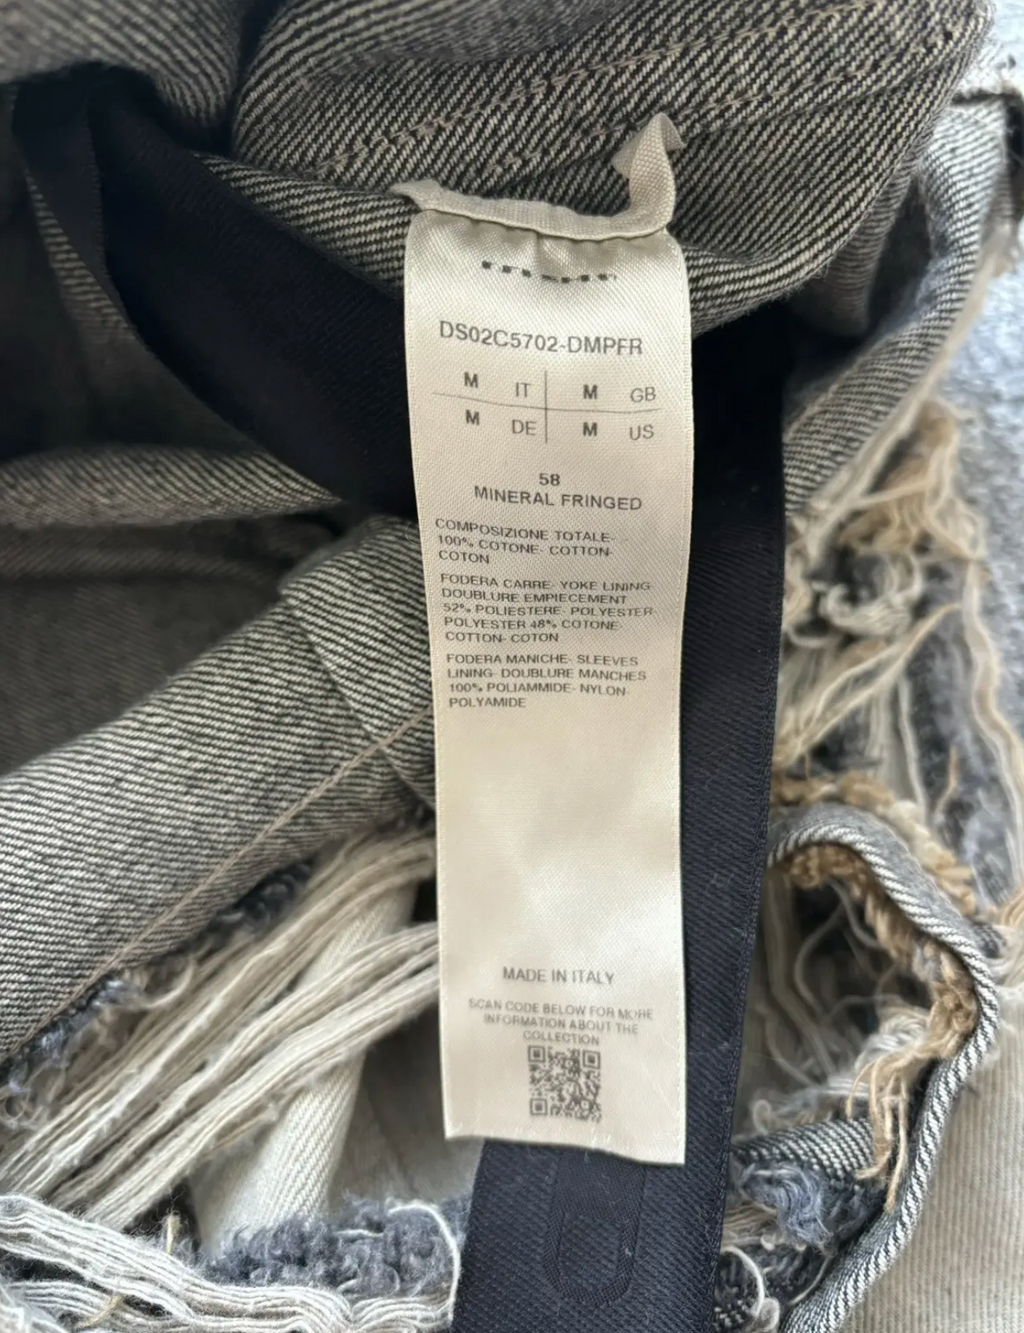 DS02C5702-DMPFR
M IT M GB
M DE M US
58
MINERAL FRINGED
COMPOSIZIONE TOTALE-
100% COTONE- COTTON-
COTON
FODERA CARRE- YOKE LINING-
DOUBLURE EMPIECEMENT
52% POLIESTERE- POLYESTER-
POLYESTER 48% COTONE-
COTTON- COTON
FODERA MANICHE- SLEEVES
LINING- DOUBLURE MANCHES
100% POLIAMMIDE- NYLON-
POLYAMIDE
MADE IN ITALY
SCAN CODE BELOW FOR MORE
INFORMATION ABOUT THE
COLLECTION